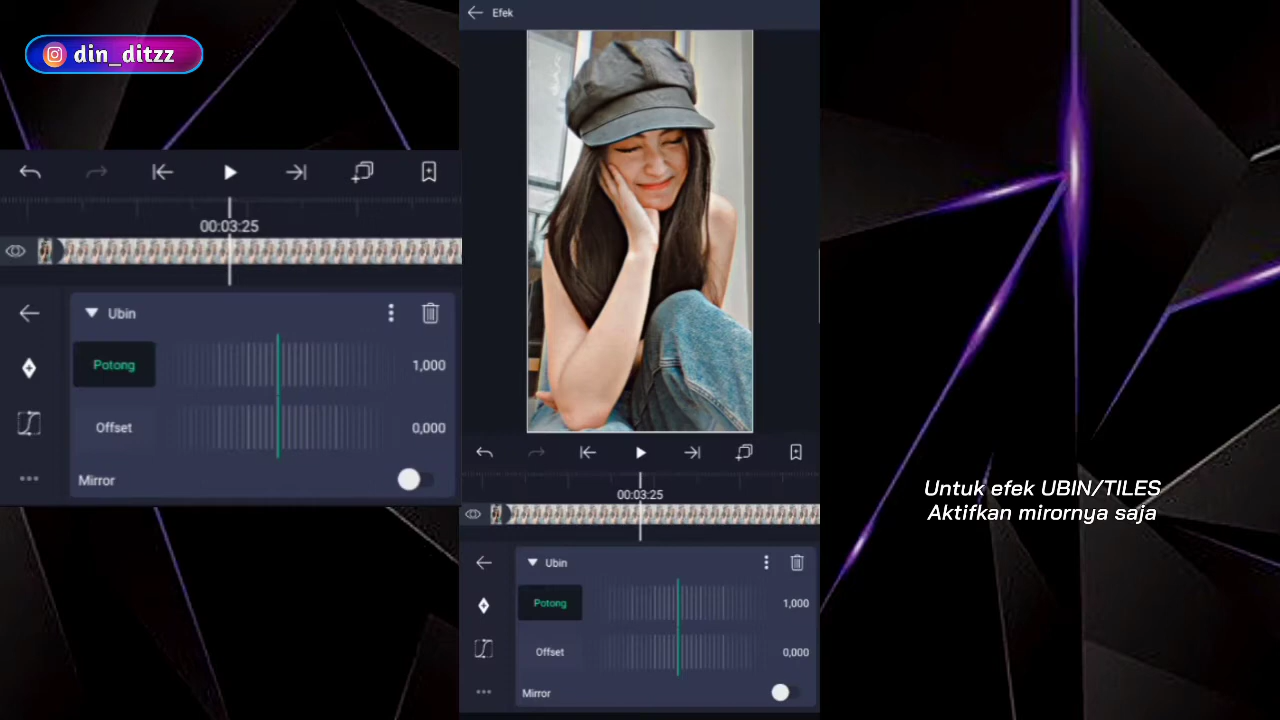 din_ditzz
00:03:25
Ubin
Potong
1,000
Offset
0,000
Mirror
Efek
00:03:25
Ubin
Potong
1,000
Offset
0,000
Mirror
Untuk efek UBIN/TILES
Aktifkan mirornya saja